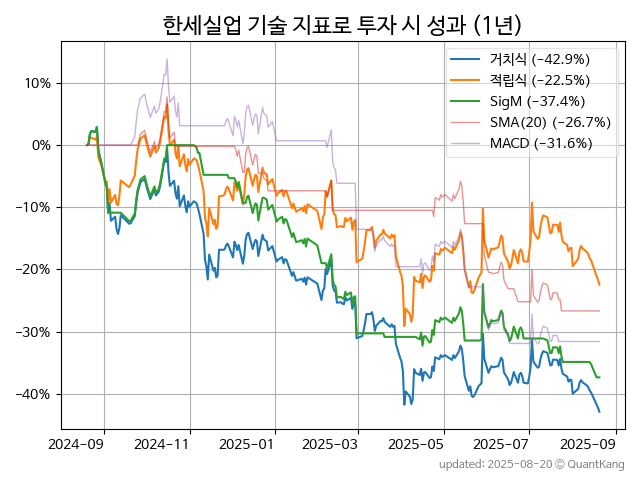 한세실업 기술 지표로 투자 시 성과 (1년)
거치식 (−42.9%)
적립식 (−22.5%)
SigM (−37.4%)
SMA(20) (−26.7%)
MACD (−31.6%)
10%
0%
−10%
−20%
−30%
−40%
2024-09 2024-11 2025-01 2025-03 2025-05 2025-07 2025-09
updated: 2025-08-20 © QuantKang